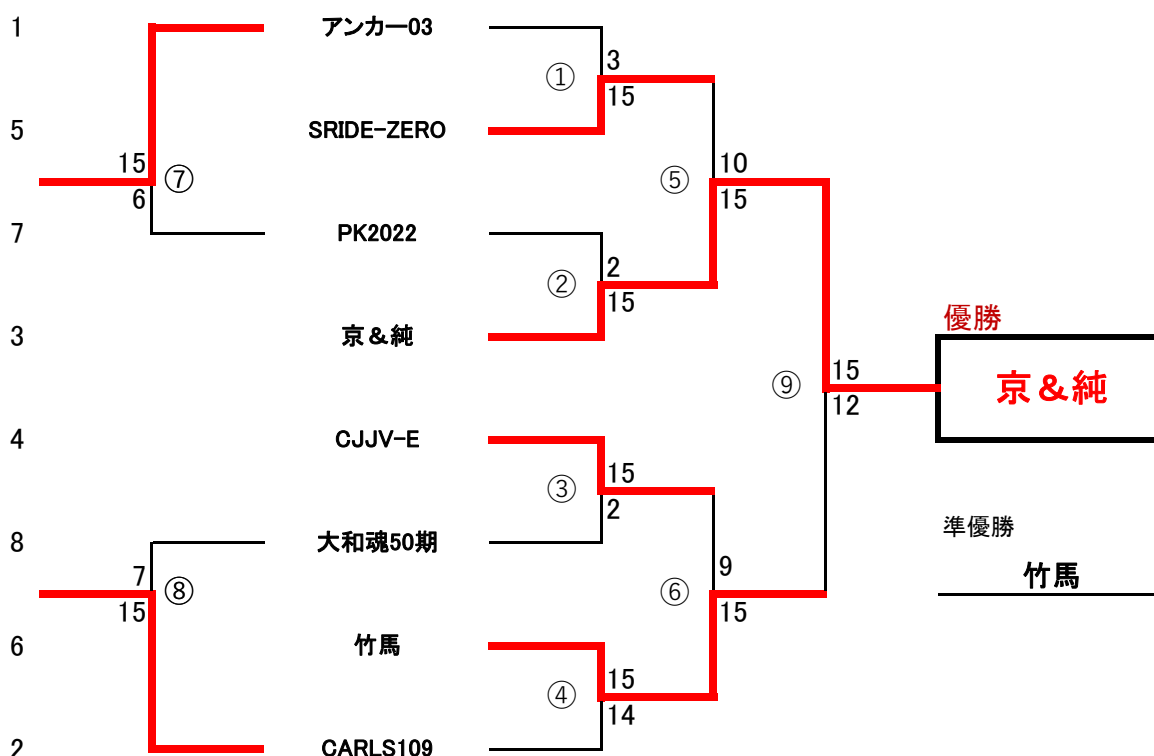 1 アンカー03
3
① 
15
5 SRIDE-ZERO
15 ⑦
6
⑤ 10
15
7 PK2022
2
②
15
3 京＆純
優勝
⑨ 15
12
京＆純
4 CJJV-E
15
③
2
8 大和魂50期
準優勝
竹馬
7 ⑧
15
9
⑥
15
6 竹馬
15
④
14
2 CARLS109